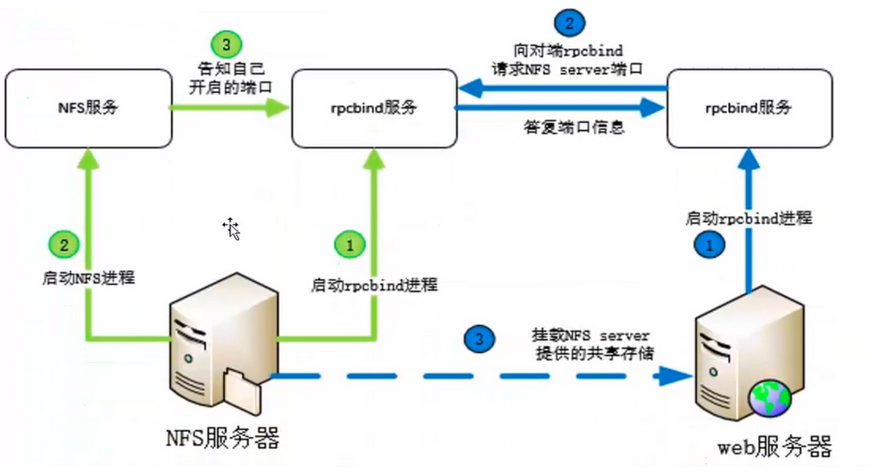 2
3
向对端rpcbind
告知自己
请求NFS server端口
开启的端口
NFS服务
rpcbind服务
rpcbind服务
答复端口信息
启动rpcbind进程
2
1
1
启动NFS进程
启动rpcbind进程
3
挂载NFS server
提供的共享存储
NFS服务器
web服务器